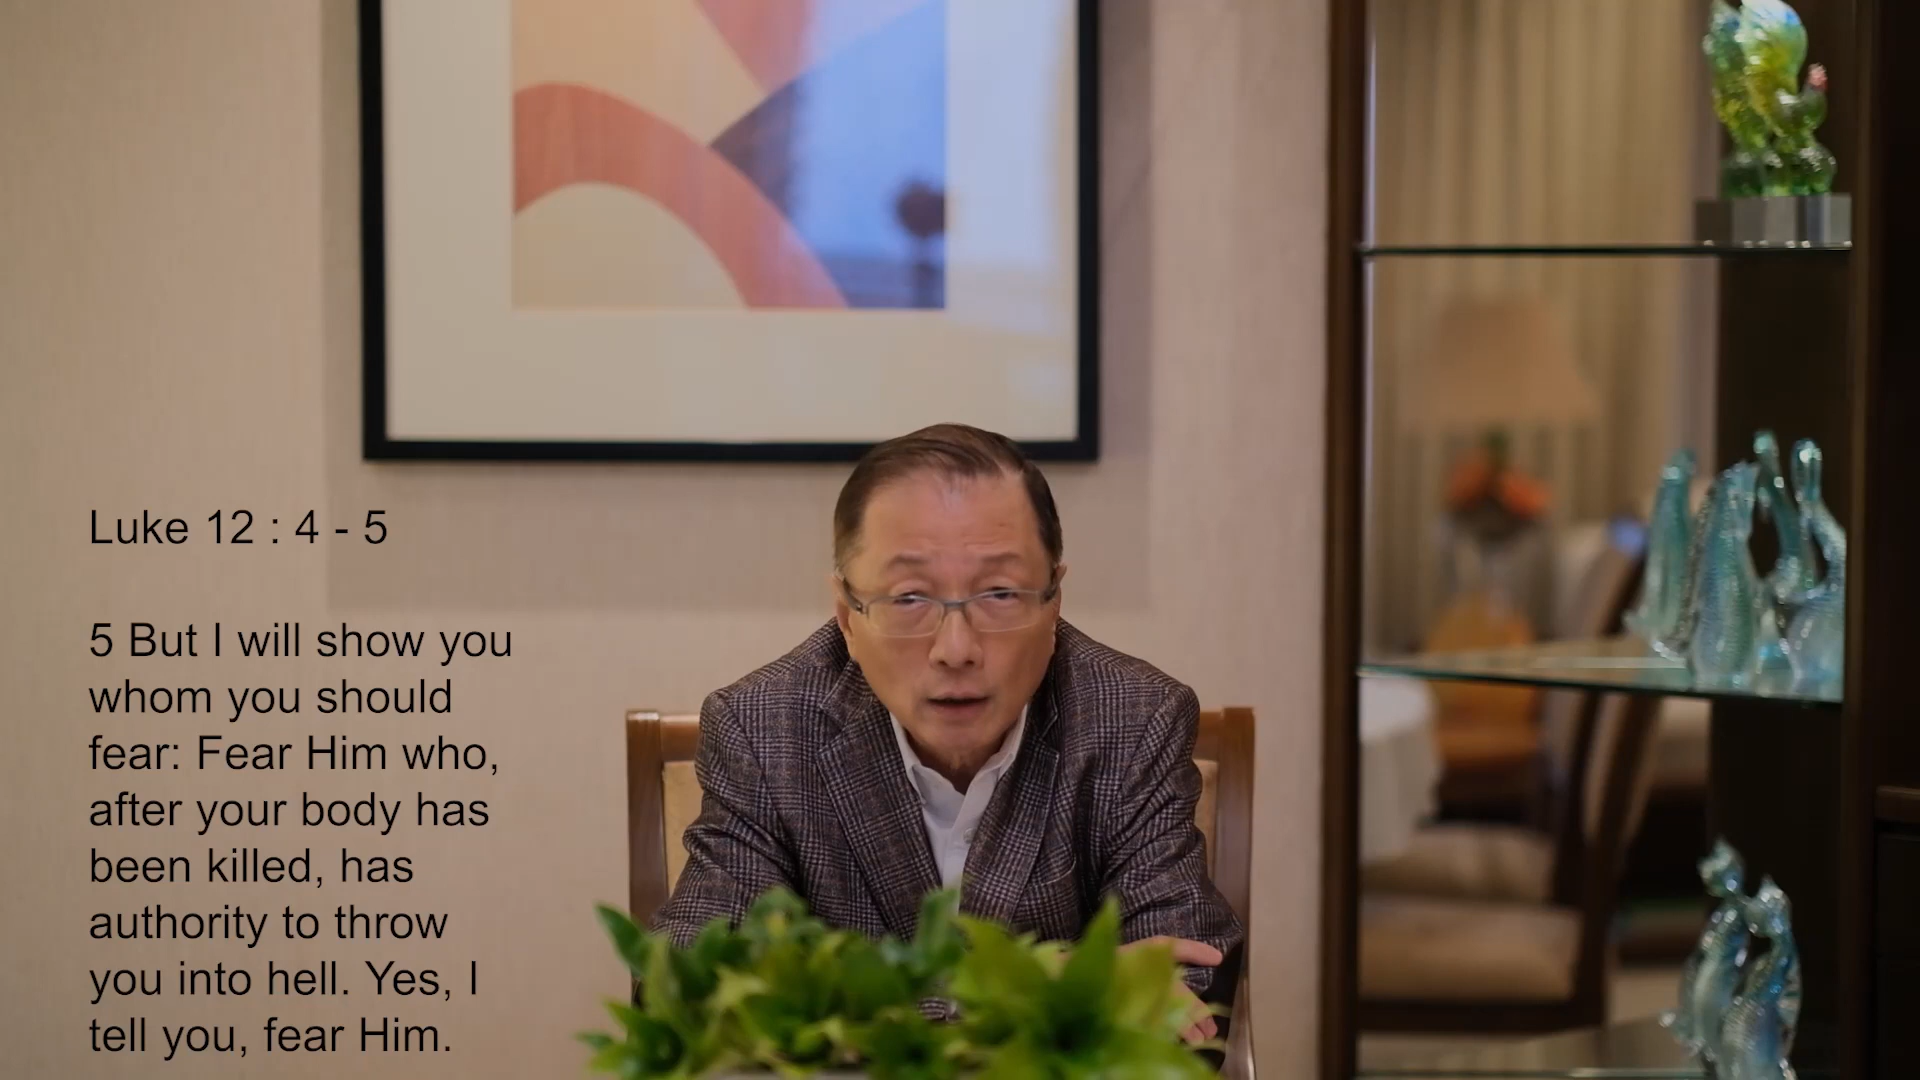 Luke 12 : 4 - 5
5 But I will show you
whom you should
fear: Fear Him who,
after your body has
been killed, has
authority to throw
you into hell. Yes, I
tell you, fear Him.